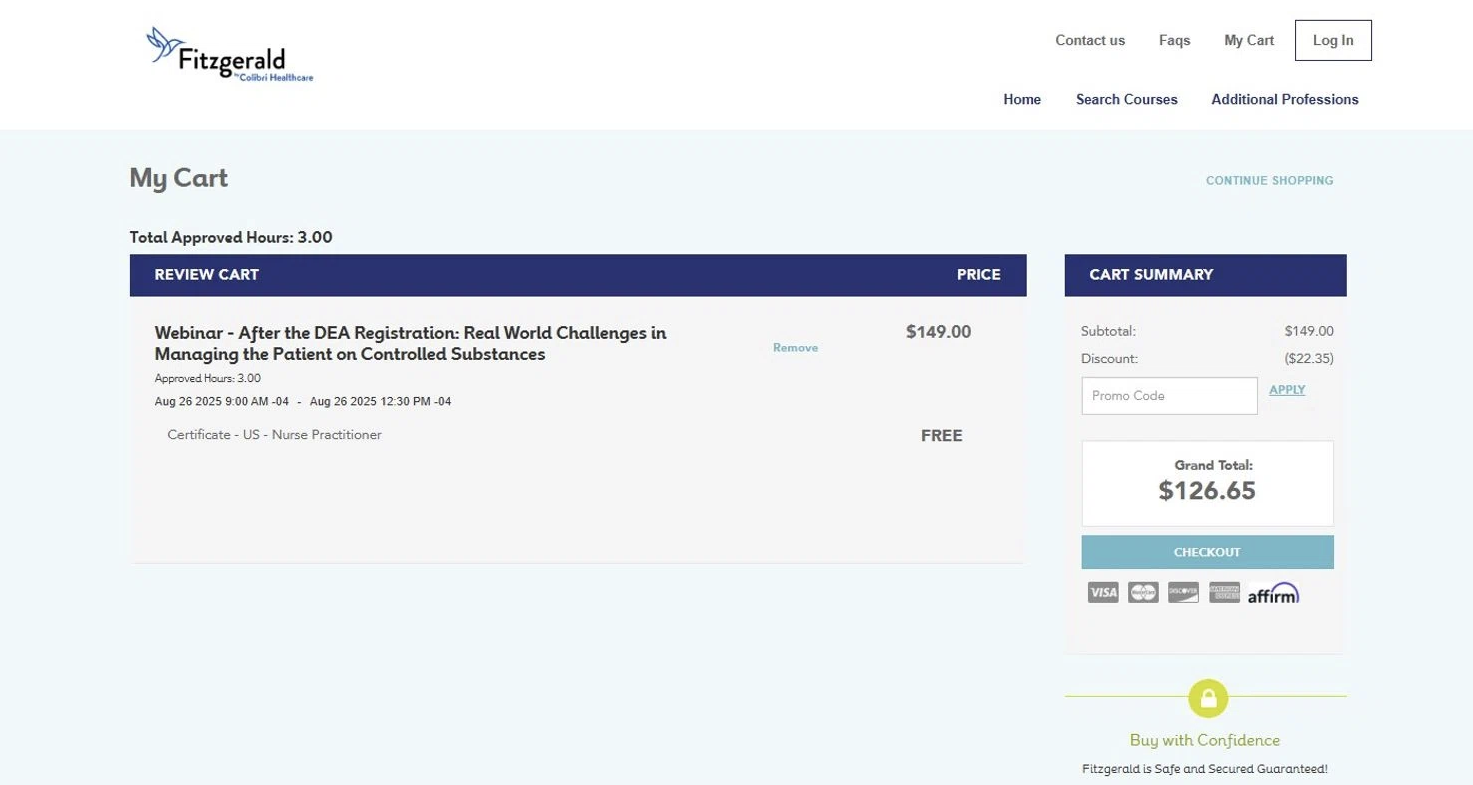 Fitzgerald
by Colibri Healthcare
Contact us
Faqs
My Cart
Log In
Home
Search Courses
Additional Professions
My Cart
CONTINUE SHOPPING
Total Approved Hours: 3.00
REVIEW CART
PRICE
Webinar - After the DEA Registration: Real World Challenges in
Managing the Patient on Controlled Substances
Remove
$149.00
Approved Hours: 3.00
Aug 26 2025 9:00 AM -04 - Aug 26 2025 12:30 PM -04
Certificate - US - Nurse Practitioner
FREE
CART SUMMARY
Subtotal: $149.00
Discount: ($22.35)
Promo Code
APPLY
Grand Total:
$126.65
CHECKOUT
VISA
MasterCard
DISCOVER
AMERICAN
EXPRESS
affirm
Buy with Confidence
Fitzgerald is Safe and Secured Guaranteed!